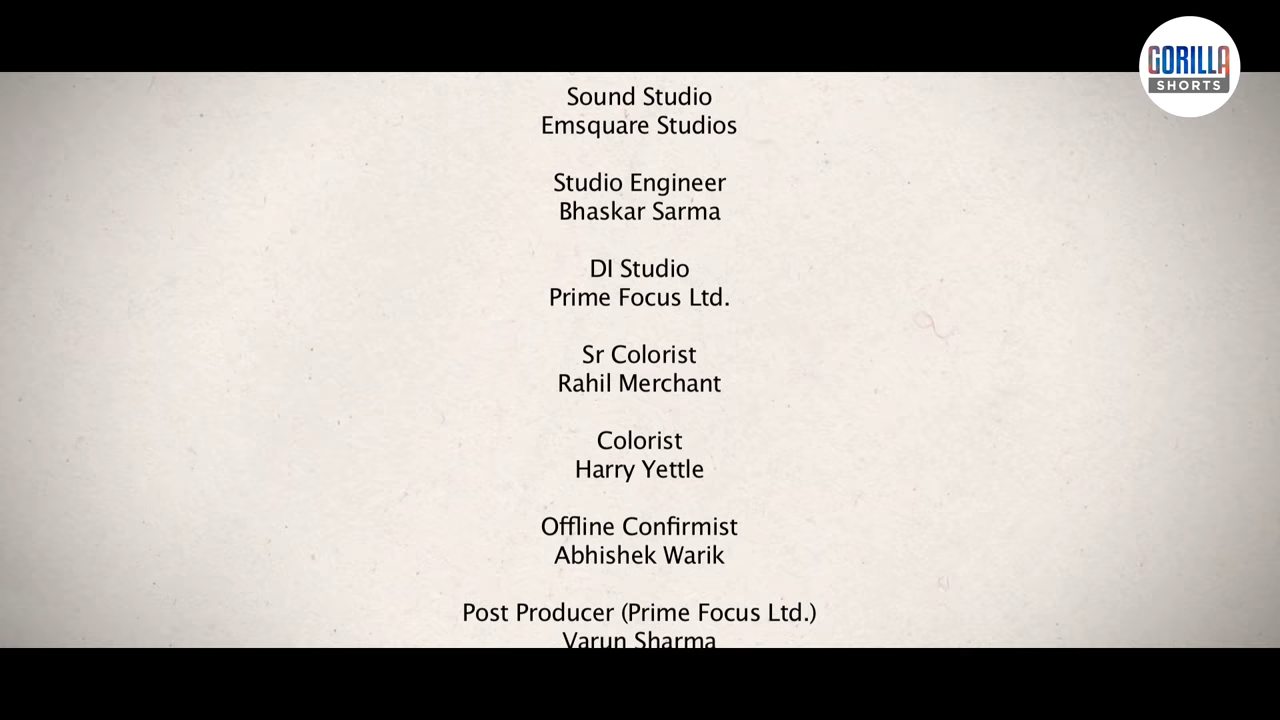 GORILLA
SHORTS
Sound Studio
Emsquare Studios
Studio Engineer
Bhaskar Sarma
DI Studio
Prime Focus Ltd.
Sr Colorist
Rahil Merchant
Colorist
Harry Yettle
Offline Confirmist
Abhishek Warik
Post Producer (Prime Focus Ltd.)
Varun Sharma